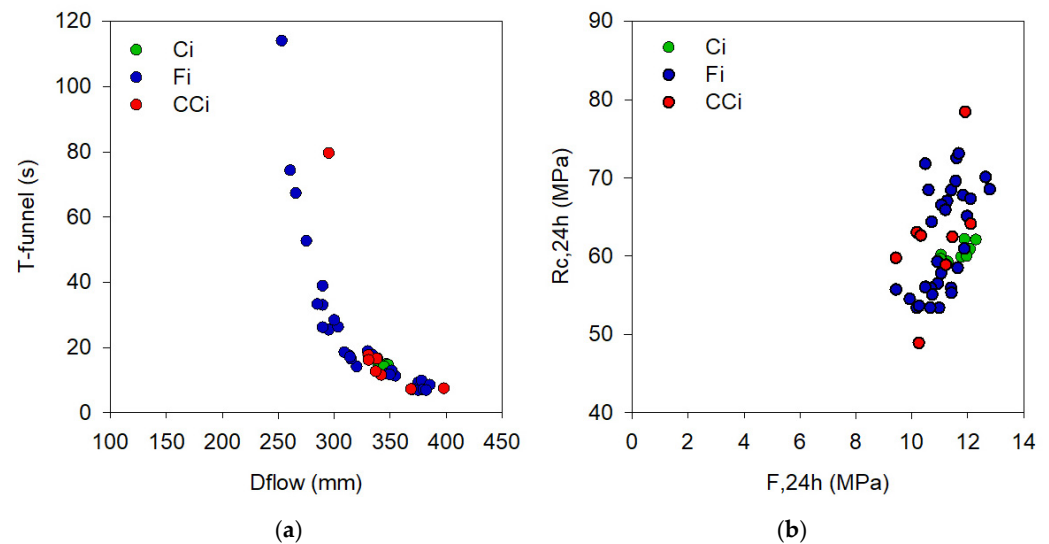 120
100
80
60
40
20
0
T-funnel (s)
Ci
Fi
CCi
100 150 200 250 300 350 400 450
Dflow (mm)
(a)
90
80
70
60
50
40
Rc,24h (MPa)
Ci
Fi
CCi
0 2 4 6 8 10 12 14
F,24h (MPa)
(b)